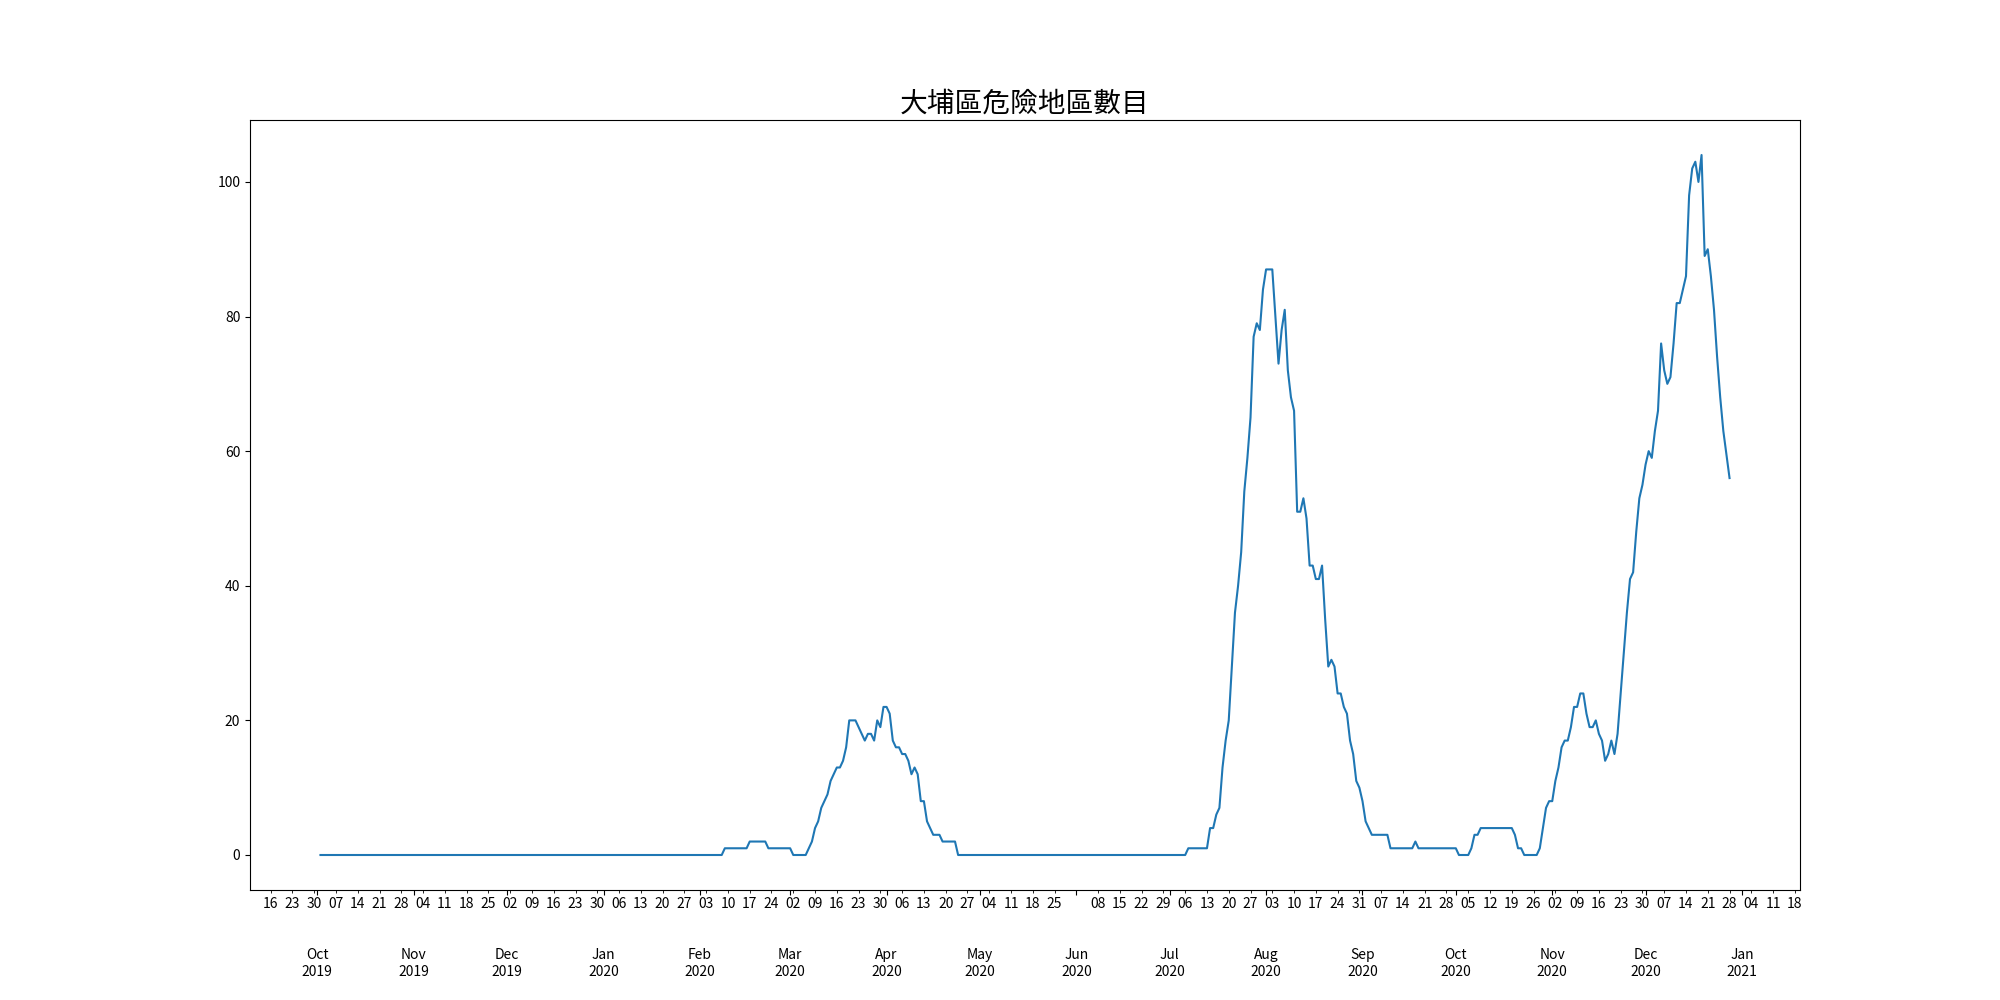 大埔區危險地區數目
100
80
60
40
20
0
16 23 30 07 14 21 28 04 11 18 25 02 09 16 23 30 06 13 20 27 03 10 17 24 02 09 16 23 30 06 13 20 27 04 11 18 25 08 15 22 29 06 13 20 27 03 10 17 24 31 07 14 21 28 05 12 19 26 02 09 16 23 30 07 14 21 28 04 11 18
Oct Nov Dec Jan Feb Mar Apr May Jun Jul Aug Sep Oct Nov Dec Jan
2019 2019 2019 2020 2020 2020 2020 2020 2020 2020 2020 2020 2020 2020 2020 2021